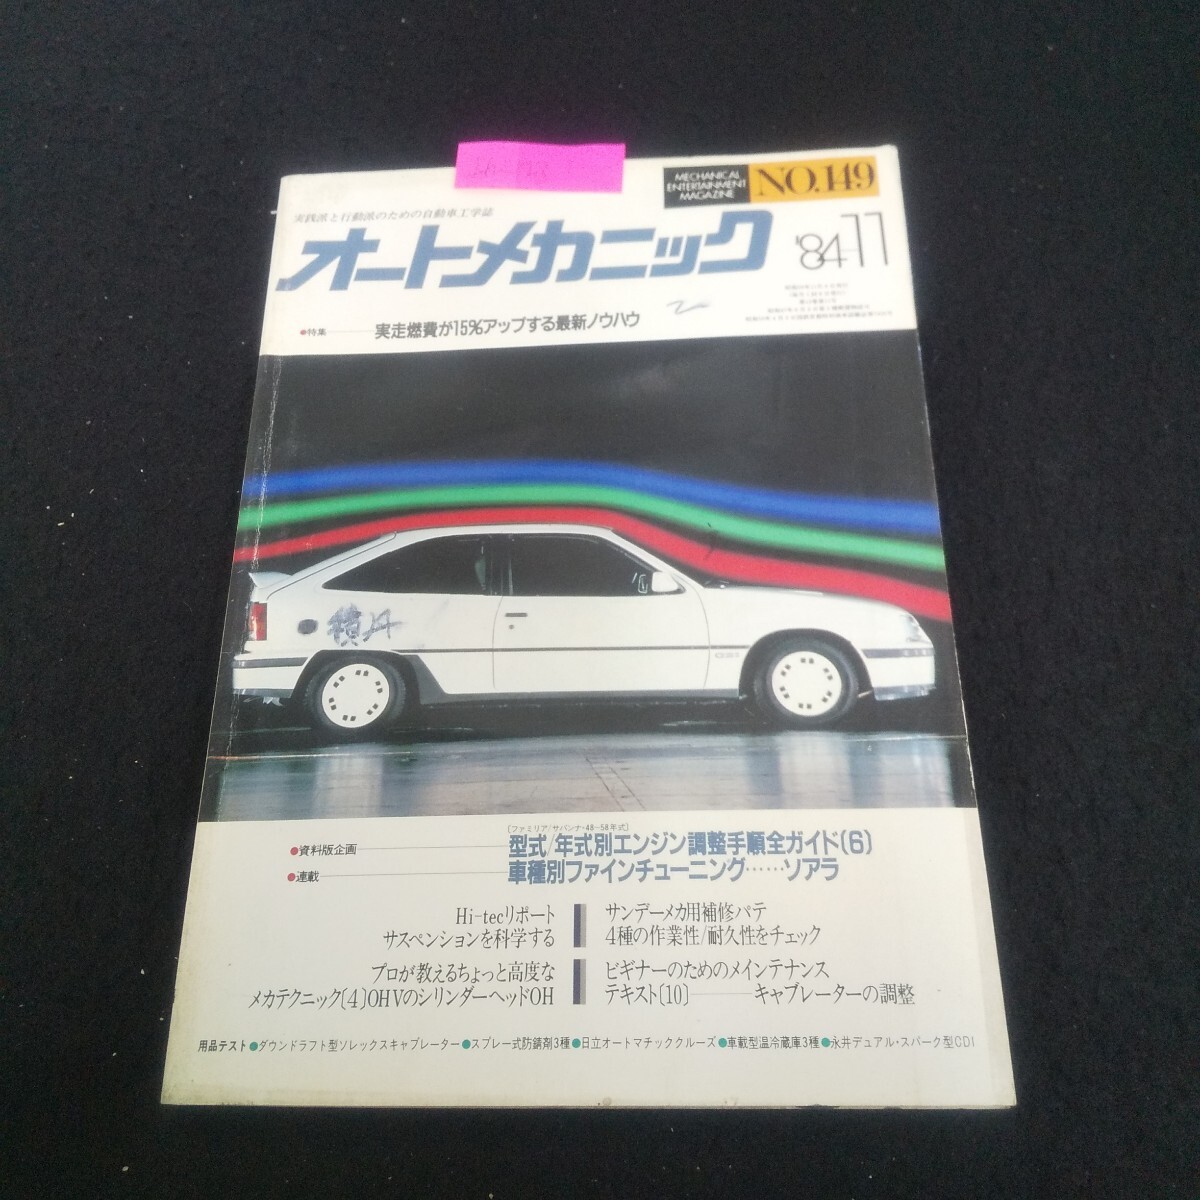 MECHANICAL
ENTERTAINMENT
MAGAZINE
NO.149
実践派と行動派のための自動車工学誌
オートメカニック
'84-11
●特集 実走燃費が15%アップする最新ノウハウ
積丹
(ファミリア/サバンナ・48〜58年式)
●資料版企画 型式/年式別エンジン調整手順全ガイド(6)
●連載 車種別ファインチューニング……ソアラ
Hi-tecリポート
サスペンションを科学する
サンデーメカ用補修パテ
4種の作業性/耐久性をチェック
プロが教えるちょっと高度な
メカテクニック(4)OHVのシリンダーヘッドOH
ビギナーのためのメインテナンス
テキスト(10)――キャブレーターの調整
用品テスト●ダウンドラフト型ソレックスキャブレーター●スプレー式防錆剤3種●日立オートマチッククルーズ●車載型温冷蔵庫3種●永井デュアル・スパーク型CDI